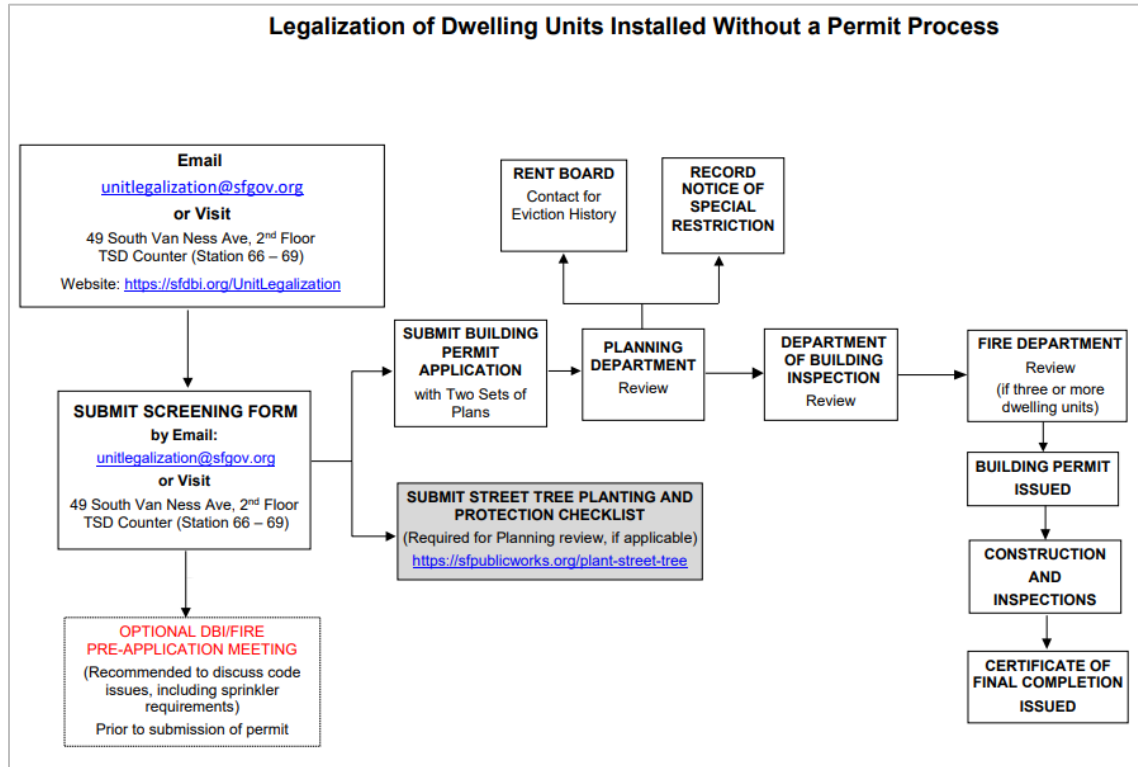 Legalization of Dwelling Units Installed Without a Permit Process
Email
unitlegalization@sfgov.org
or Visit
49 South Van Ness Ave, 2nd Floor
TSD Counter (Station 66 – 69)
Website: https://sfdbi.org/UnitLegalization
SUBMIT SCREENING FORM
by Email:
unitlegalization@sfgov.org
or Visit
49 South Van Ness Ave, 2nd Floor
TSD Counter (Station 66 – 69)
OPTIONAL DBI/FIRE
PRE-APPLICATION MEETING
(Recommended to discuss code
issues, including sprinkler
requirements)
Prior to submission of permit
SUBMIT BUILDING
PERMIT
APPLICATION
with Two Sets of
Plans
SUBMIT STREET TREE PLANTING AND
PROTECTION CHECKLIST
(Required for Planning review, if applicable)
https://sfpublicworks.org/plant-street-tree
RENT BOARD
Contact for
Eviction History
RECORD
NOTICE OF
SPECIAL
RESTRICTION
PLANNING
DEPARTMENT
Review
DEPARTMENT
OF BUILDING
INSPECTION
Review
FIRE DEPARTMENT
Review
(if three or more
dwelling units)
BUILDING PERMIT
ISSUED
CONSTRUCTION
AND
INSPECTIONS
CERTIFICATE OF
FINAL COMPLETION
ISSUED